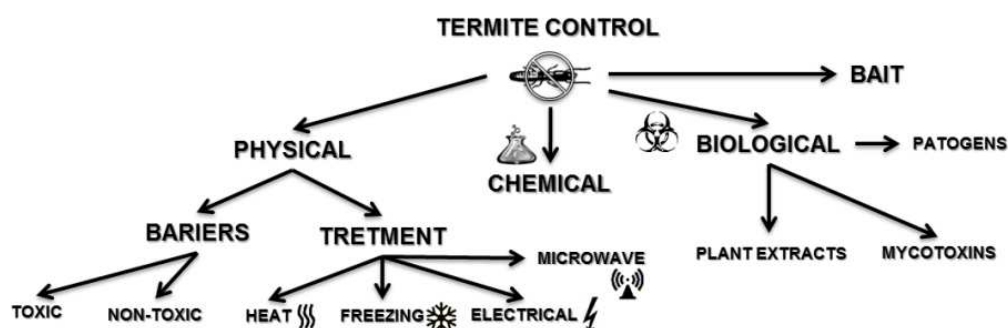 TERMITE CONTROL
BAIT
PHYSICAL
CHEMICAL
BIOLOGICAL
PATOGENS
BARIERS
TRETMENT
MICROWAVE
PLANT EXTRACTS
MYCOTOXINS
TOXIC
NON-TOXIC
HEAT
FREEZING
ELECTRICAL